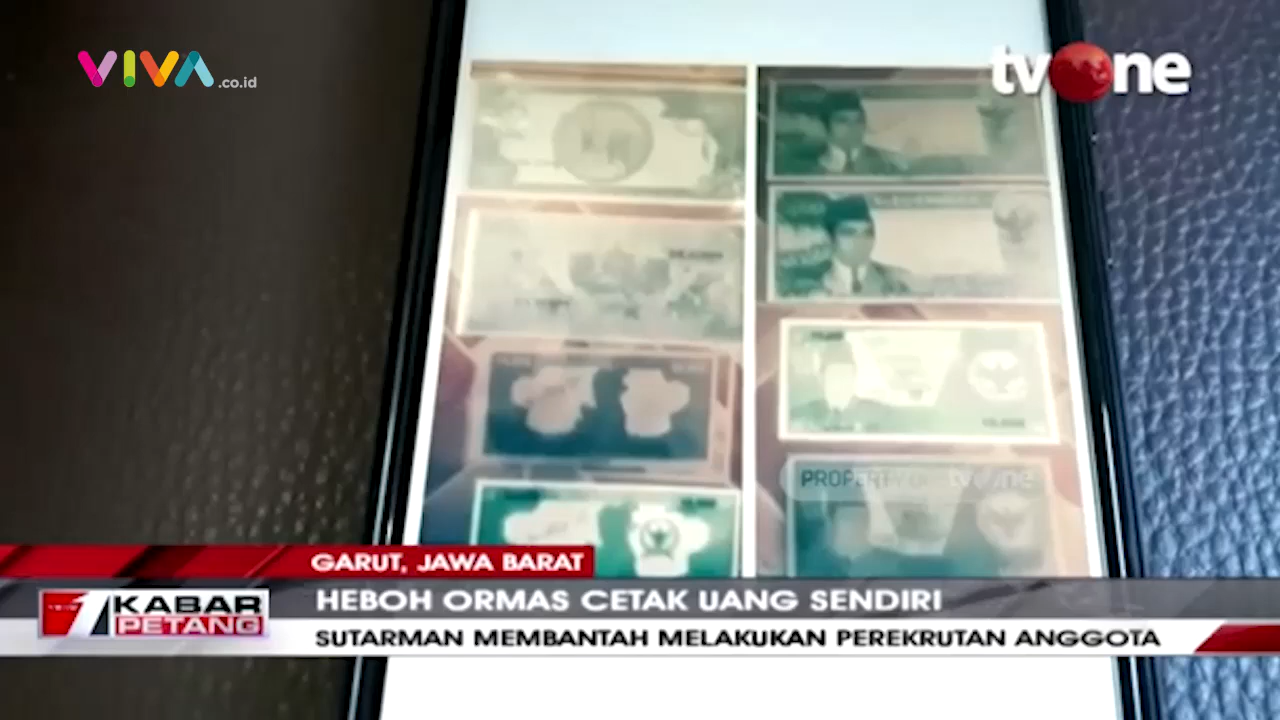 VIVA.co.id
tvOne
PROPERTY OF tvOne
GARUT, JAWA BARAT
HEBOH ORMAS CETAK UANG SENDIRI
KABAR
PETANG
SUTARMAN MEMBANTAH MELAKUKAN PEREKRUTAN ANGGOTA